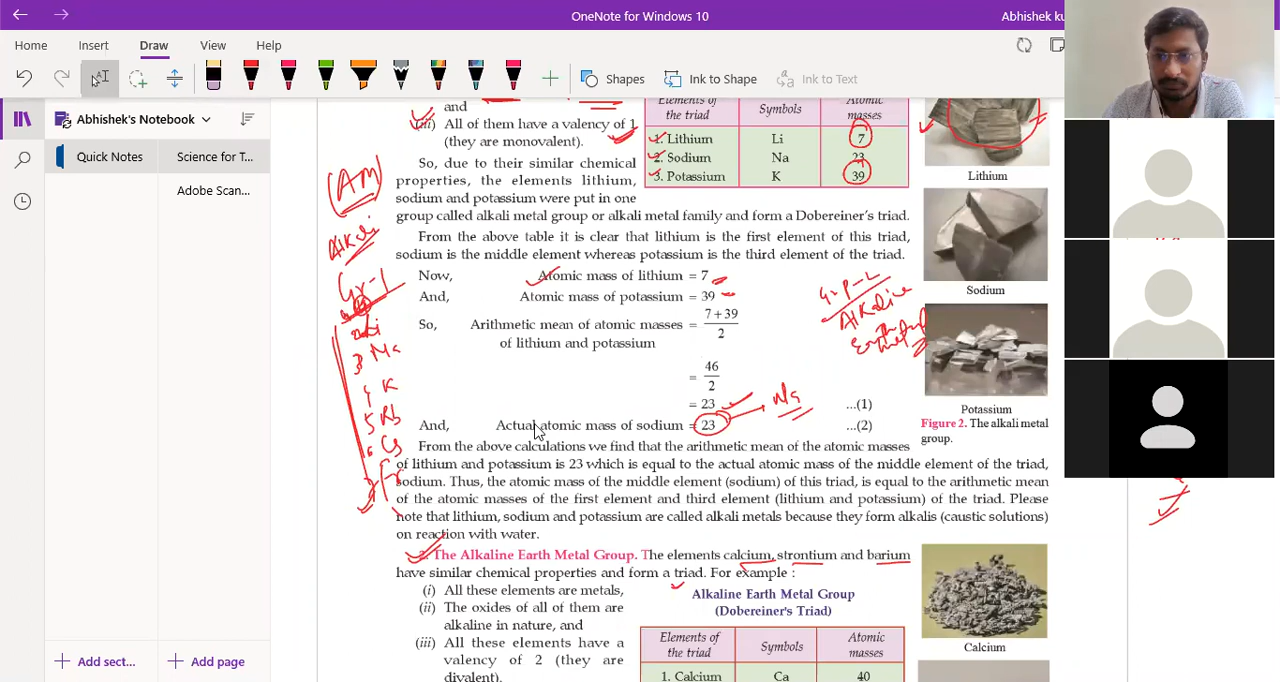 OneNote for Windows 10
Abhishek ku
Home Insert Draw View Help
Shapes Ink to Shape Ink to Text
Abhishek's Notebook
Quick Notes
Science for T...
Adobe Scan...
Add sect...
Add page
and
(iii) All of them have a valency of 1
(they are monovalent).
So, due to their similar chemical
properties, the elements lithium,
sodium and potassium were put in one
group called alkali metal group or alkali metal family and form a Dobereiner's triad.
Elements of the triad Symbols Atomic masses
1. Lithium Li 7
2. Sodium Na 23
3. Potassium K 39
From the above table it is clear that lithium is the first element of this triad,
sodium is the middle element whereas potassium is the third element of the triad.
Now, Atomic mass of lithium = 7
And, Atomic mass of potassium = 39
So, Arithmetic mean of atomic masses = 7 + 39
of lithium and potassium 2
= 46
2
= 23 ...(1)
And, Actual atomic mass of sodium = 23 ...(2)
From the above calculations we find that the arithmetic mean of the atomic masses
of lithium and potassium is 23 which is equal to the actual atomic mass of the middle element of the triad,
sodium. Thus, the atomic mass of the middle element (sodium) of this triad, is equal to the arithmetic mean
of the atomic masses of the first element and third element (lithium and potassium) of the triad. Please
note that lithium, sodium and potassium are called alkali metals because they form alkalis (caustic solutions)
on reaction with water.
2. The Alkaline Earth Metal Group. The elements calcium, strontium and barium
have similar chemical properties and form a triad. For example :
(i) All these elements are metals,
(ii) The oxides of all of them are
alkaline in nature, and
(iii) All these elements have a
valency of 2 (they are
divalent).
Alkaline Earth Metal Group
(Dobereiner's Triad)
Elements of the triad Symbols Atomic masses
1. Calcium Ca 40
Lithium
Sodium
Potassium
Figure 2. The alkali metal
group.
Calcium
(AM)
Alkali
Gr-1
Li
3 Na
4 K
5 Rb
6 Cs
7 Fr
Na
Alkaline